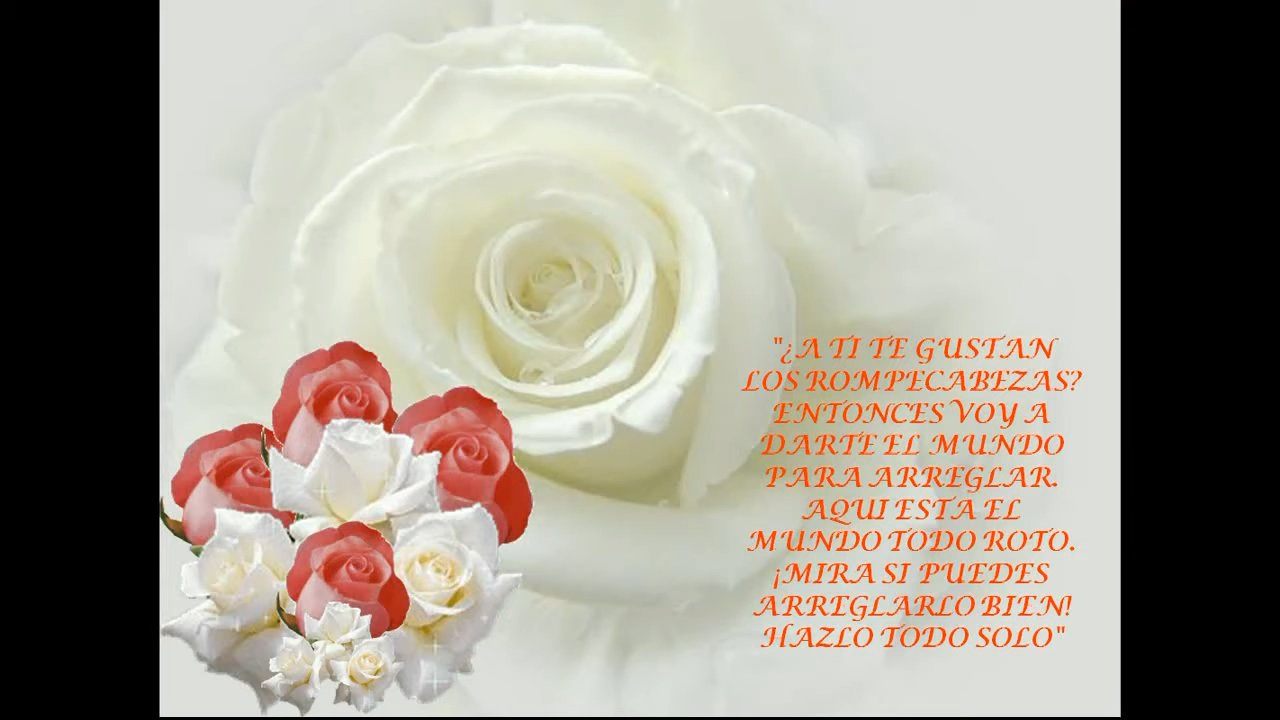 "¿A TI TE GUSTAN
LOS ROMPECABEZAS?
ENTONCES VOY A
DARTE EL MUNDO
PARA ARREGLAR.
AQUI ESTA EL
MUNDO TODO ROTO.
¡MIRA SI PUEDES
ARREGLARLO BIEN!
HAZLO TODO SOLO"